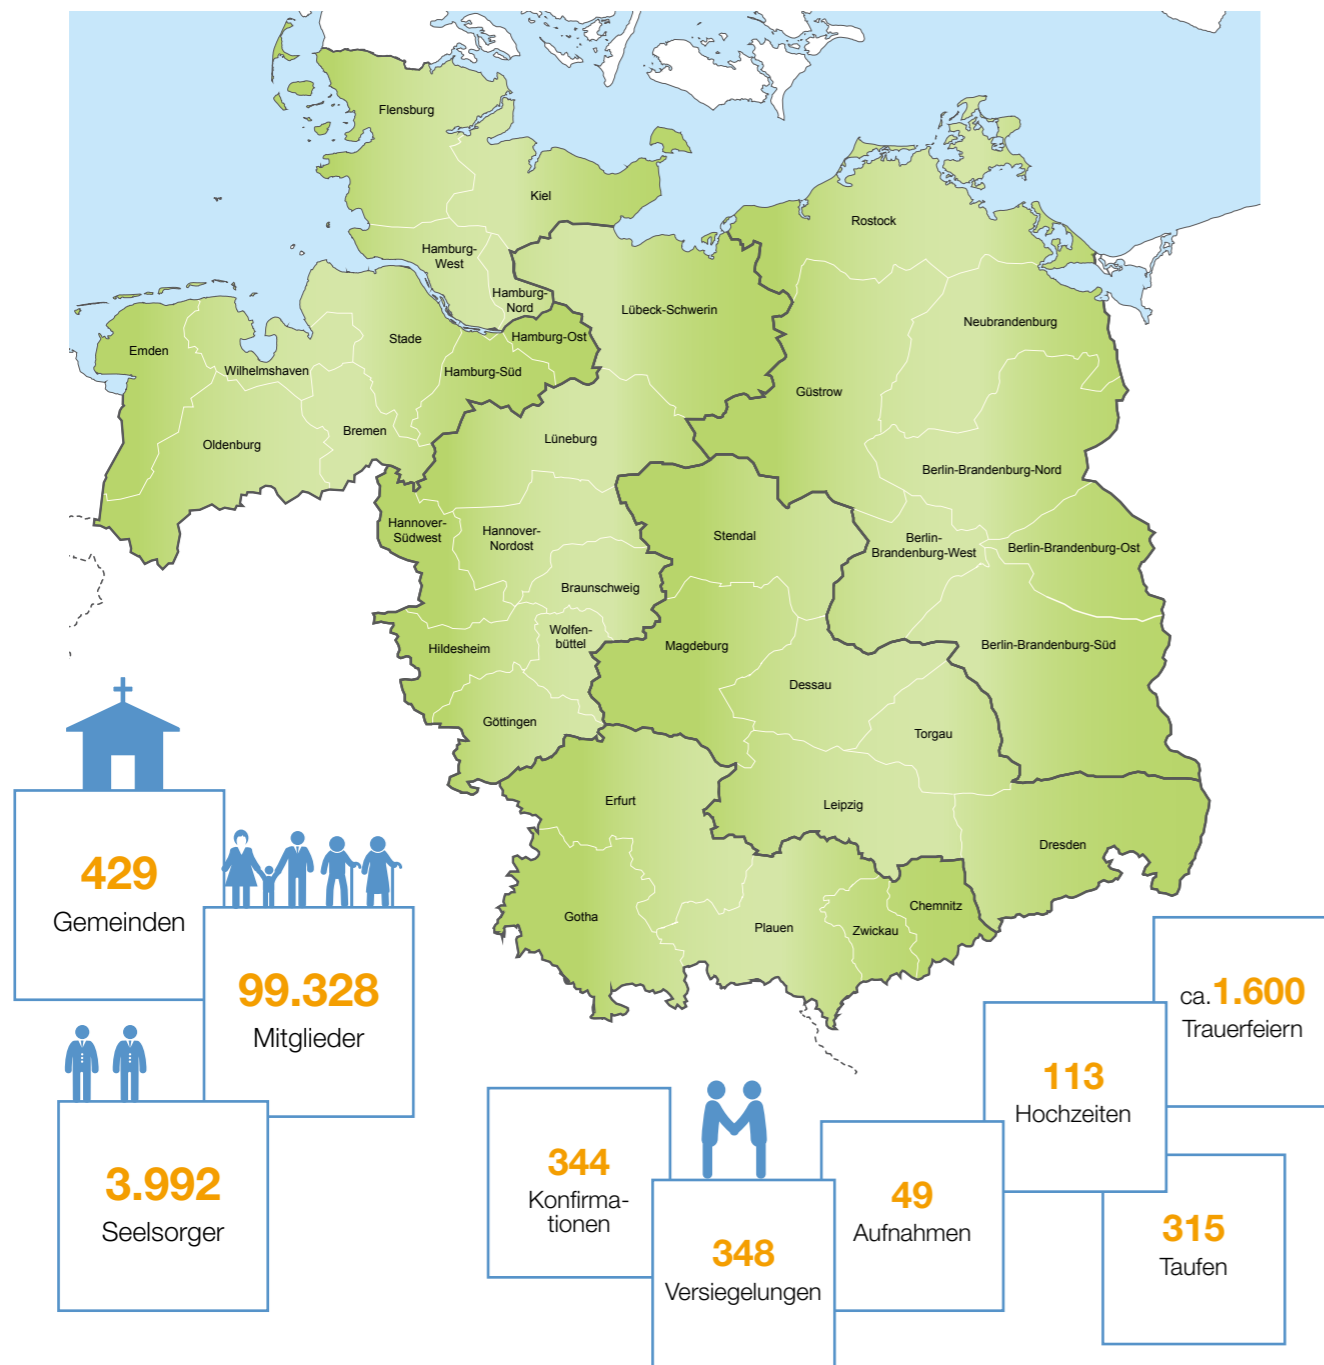 Flensburg
Kiel
Rostock
Hamburg-
West
Hamburg-
Nord
Lübeck-Schwerin
Neubrandenburg
Emden
Wilhelmshaven
Stade
Hamburg-Ost
Hamburg-Süd
Güstrow
Oldenburg
Bremen
Lüneburg
Berlin-Brandenburg-Nord
Hannover-
Südwest
Hannover-
Nordost
Stendal
Berlin-
Brandenburg-West
Berlin-Brandenburg-Ost
Braunschweig
Hildesheim
Wolfen-
büttel
Magdeburg
Berlin-Brandenburg-Süd
Dessau
Göttingen
Torgau
Erfurt
Leipzig
Dresden
Gotha
Plauen
Zwickau
Chemnitz
429
Gemeinden
99.328
Mitglieder
3.992
Seelsorger
344
Konfirma-
tionen
348
Versiegelungen
49
Aufnahmen
113
Hochzeiten
ca. 1.600
Trauerfeiern
315
Taufen